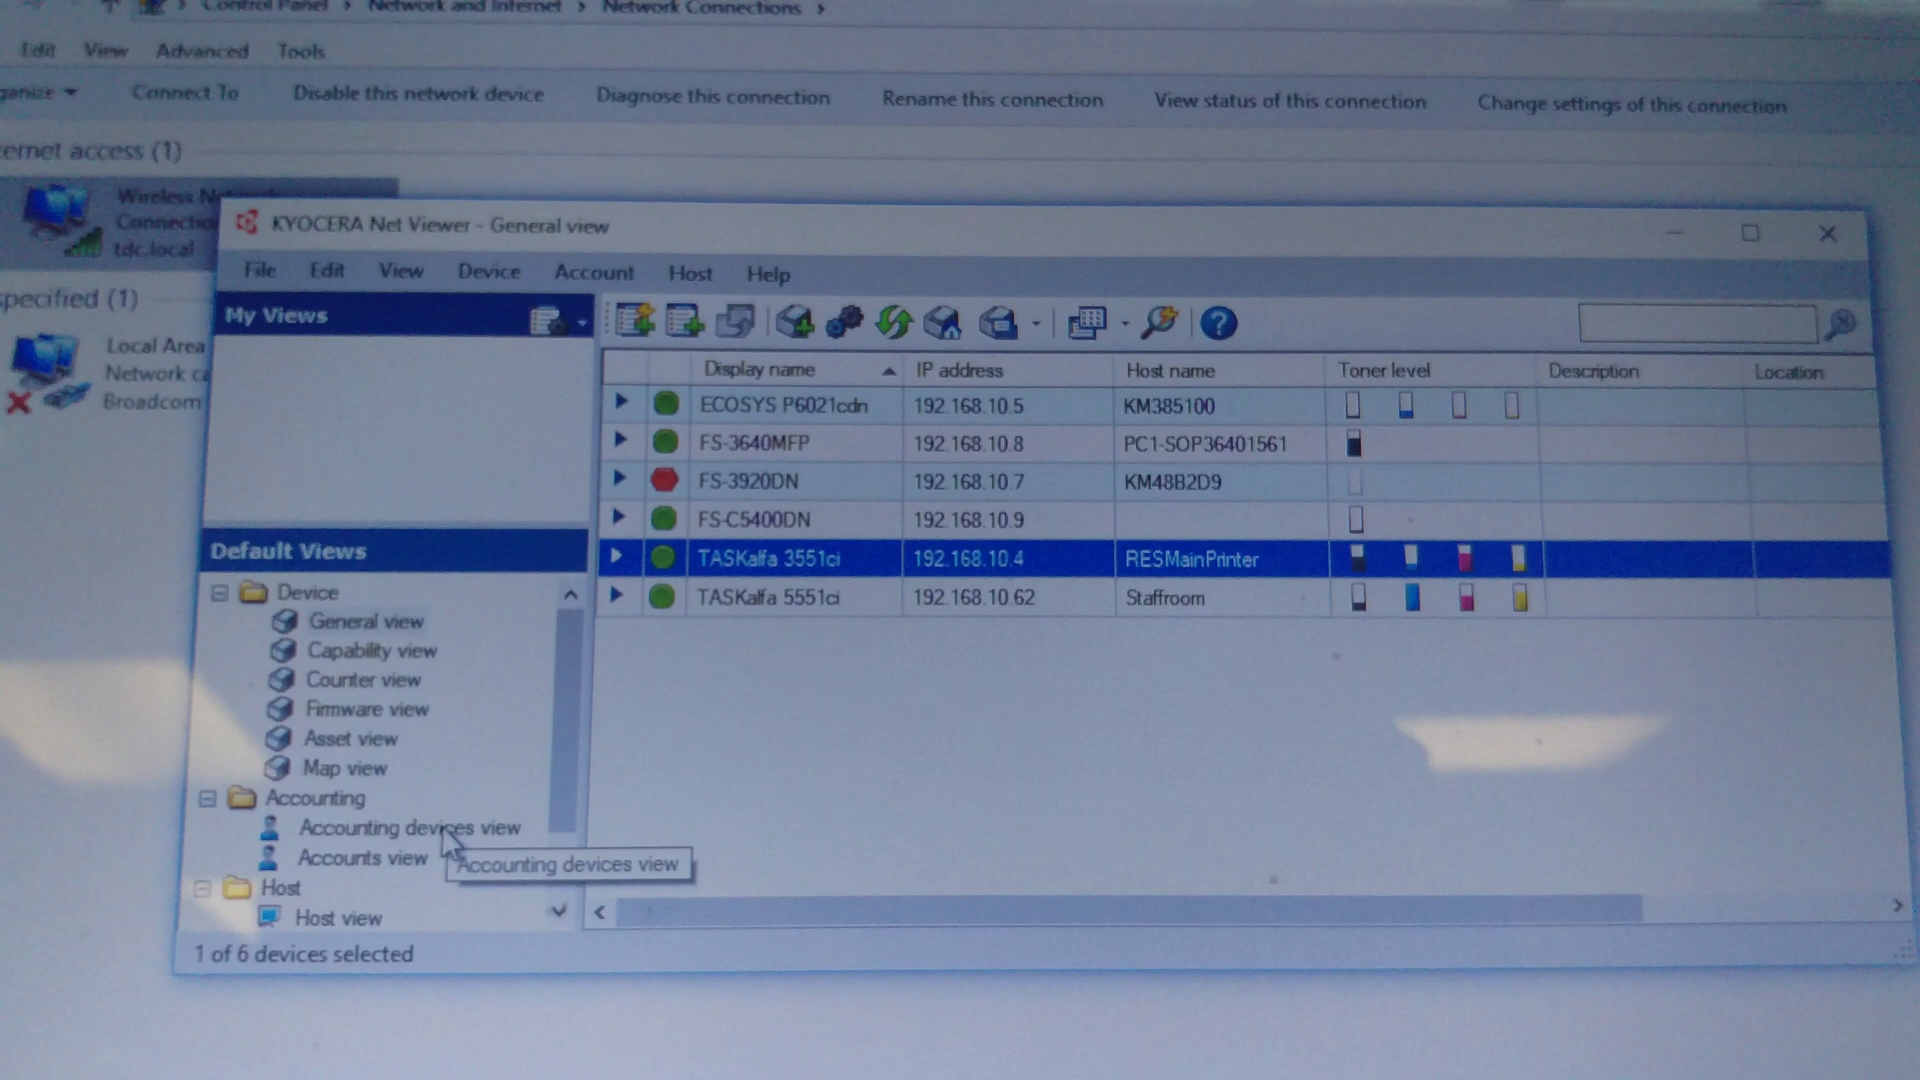 Control Panel > Network and Internet > Network Connections >
Edit View Advanced Tools
Connect To Disable this network device Diagnose this connection Rename this connection View status of this connection Change settings of this connection
(1)
Wireless
tdc.local
(1)
Local Area
Network
Broadcom
KYOCERA Net Viewer - General view
File Edit View Device Account Host Help
My Views
Display name IP address Host name Toner level Description Location
ECOSYS P6021cdn 192.168.10.5 KM385100
FS-3640MFP 192.168.10.8 PC1-SOP36401561
FS-3920DN 192.168.10.7 KM48B2D9
FS-C5400DN 192.168.10.9
TASKalfa 3551ci 192.168.10.4 RESMainPrinter
TASKalfa 5551ci 192.168.10.62 Staffroom
Default Views
Device
General view
Capability view
Counter view
Firmware view
Asset view
Map view
Accounting
Accounting devices view
Accounts view
Accounting devices view
Host
Host view
1 of 6 devices selected